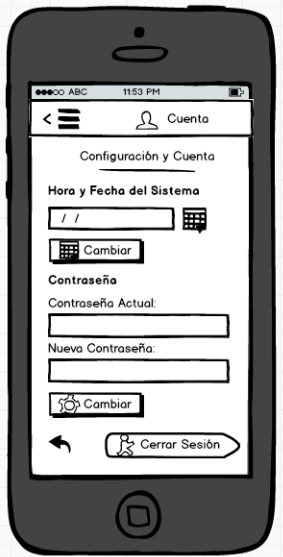 ABC 11:53 PM
Cuenta
Configuración y Cuenta
Hora y Fecha del Sistema
/ /
Cambiar
Contraseña
Contraseña Actual:
Nueva Contraseña:
Cambiar
Cerrar Sesión